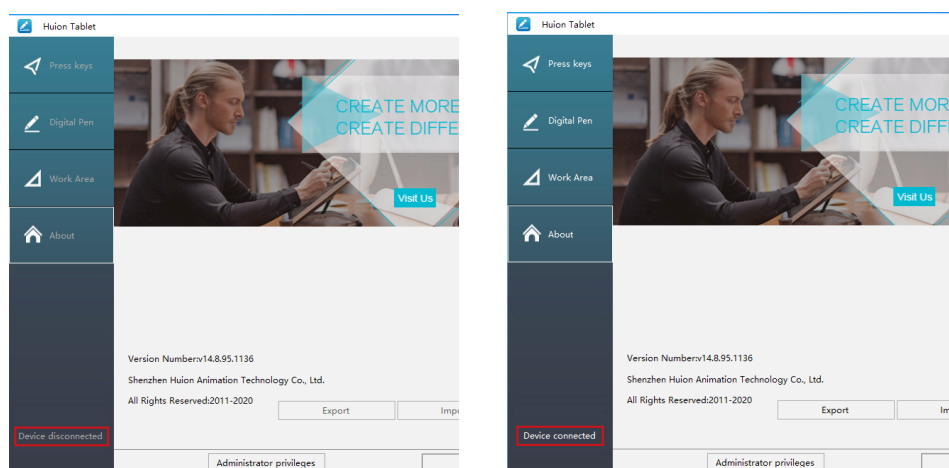 Huion Tablet
Press keys
Digital Pen
Work Area
About
CREATE MORE
CREATE DIFFE
Visit Us
Version Number:v14.8.95.1136
Shenzhen Huion Animation Technology Co., Ltd.
All Rights Reserved:2011-2020
Export
Impo
Device disconnected
Administrator privileges
Huion Tablet
Press keys
Digital Pen
Work Area
About
CREATE MOR
CREATE DIFF
Visit Us
Version Number:v14.8.95.1136
Shenzhen Huion Animation Technology Co., Ltd.
All Rights Reserved:2011-2020
Export
Im
Device connected
Administrator privileges